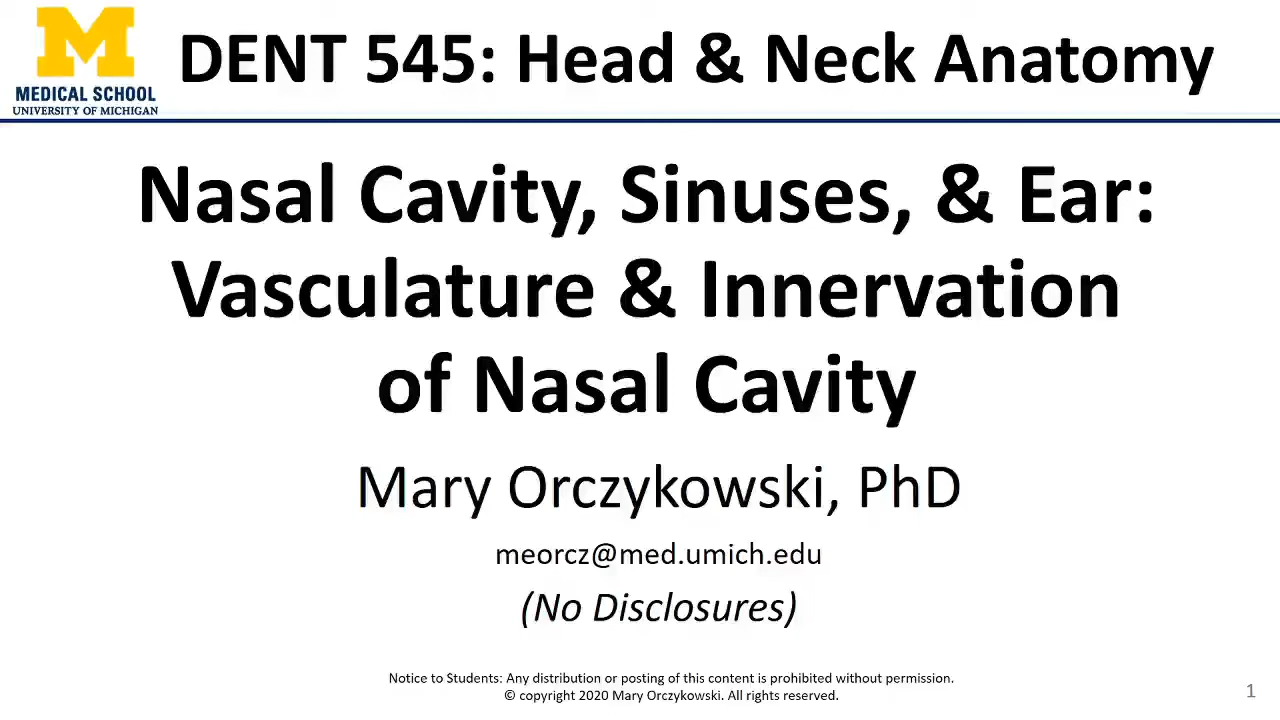 M
MEDICAL SCHOOL
UNIVERSITY OF MICHIGAN
DENT 545: Head & Neck Anatomy
Nasal Cavity, Sinuses, & Ear:
Vasculature & Innervation
of Nasal Cavity
Mary Orczykowski, PhD
meorcz@med.umich.edu
(No Disclosures)
Notice to Students: Any distribution or posting of this content is prohibited without permission.
© copyright 2020 Mary Orczykowski. All rights reserved.
1